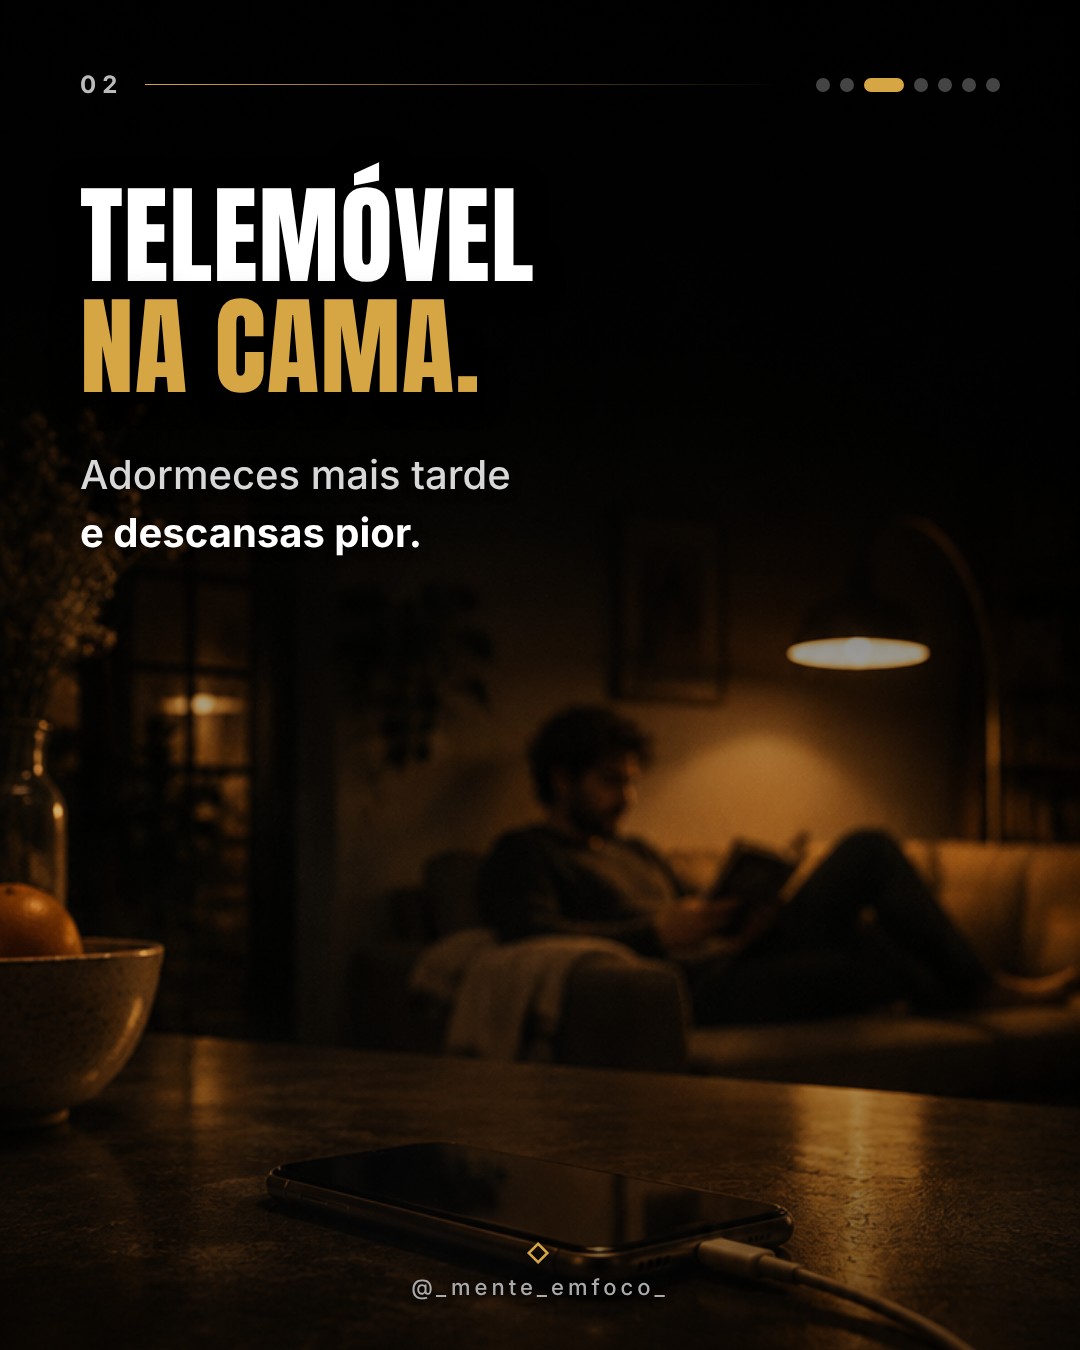 02
TELEMÓVEL
NA CAMA.
Adormeces mais tarde
e descansas pior.
@_mente_emfoco_